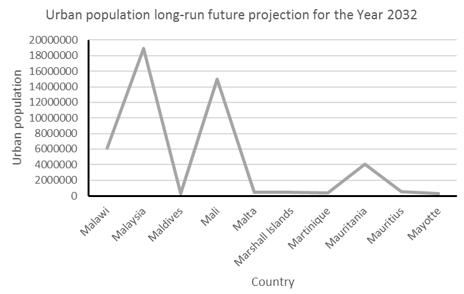 Urban population long-run future projection for the Year 2032
Urban population
20000000
18000000
16000000
14000000
12000000
10000000
8000000
6000000
4000000
2000000
0
Malawi
Malaysia
Maldives
Mali
Malta
Marshall Islands
Martinique
Mauritania
Mauritius
Mayotte
Country